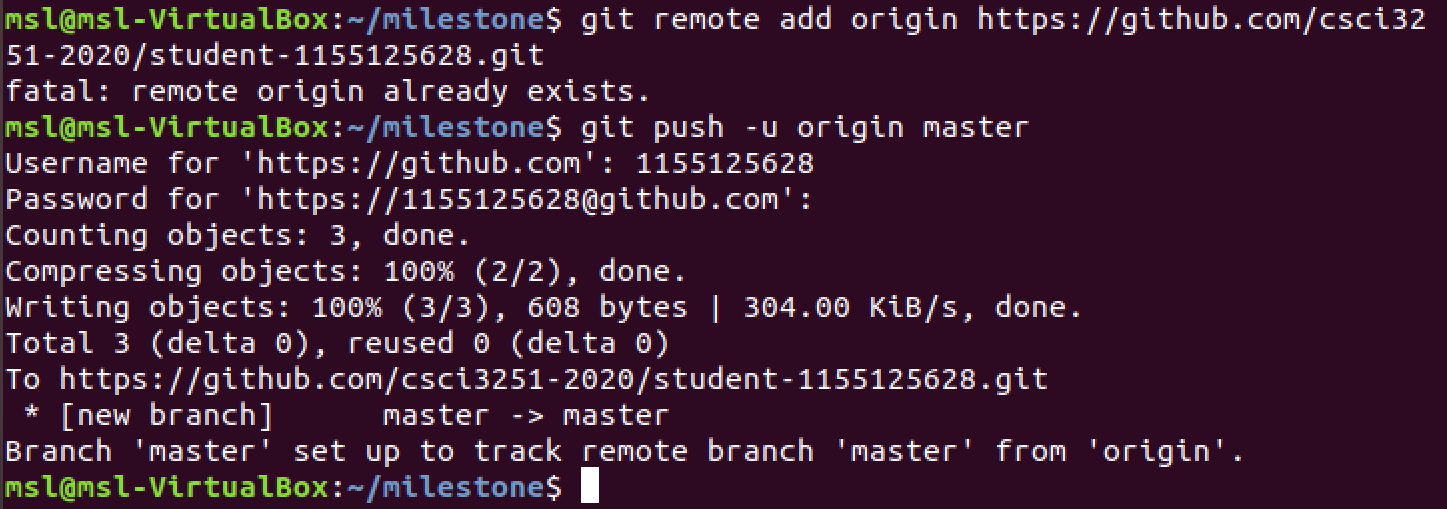 msl@msl-VirtualBox:~/milestone$ git remote add origin https://github.com/csci32
51-2020/student-1155125628.git
fatal: remote origin already exists.
msl@msl-VirtualBox:~/milestone$ git push -u origin master
Username for 'https://github.com': 1155125628
Password for 'https://1155125628@github.com':
Counting objects: 3, done.
Compressing objects: 100% (2/2), done.
Writing objects: 100% (3/3), 608 bytes | 304.00 KiB/s, done.
Total 3 (delta 0), reused 0 (delta 0)
To https://github.com/csci3251-2020/student-1155125628.git
 * [new branch]      master -> master
Branch 'master' set up to track remote branch 'master' from 'origin'.
msl@msl-VirtualBox:~/milestone$